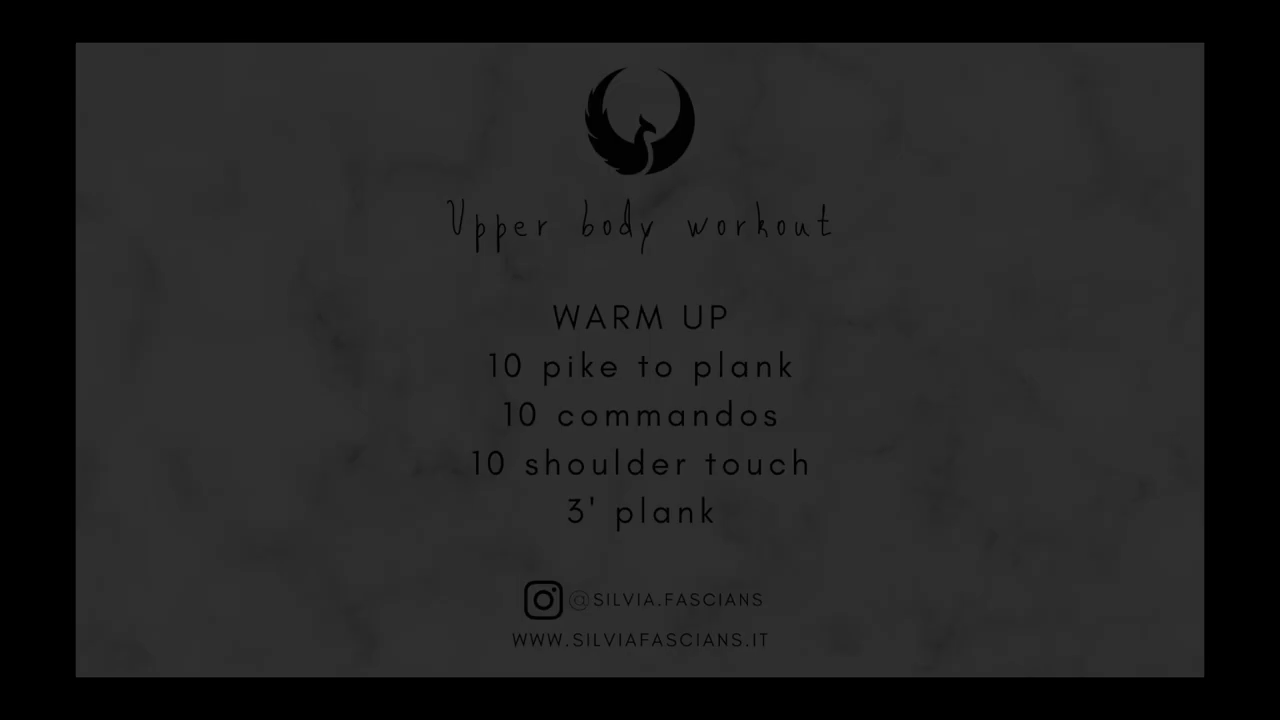 Upper body workout
WARM UP
10 pike to plank
10 commandos
10 shoulder touch
3' plank
@SILVIA.FASCIANS
WWW.SILVIAFASCIANS.IT